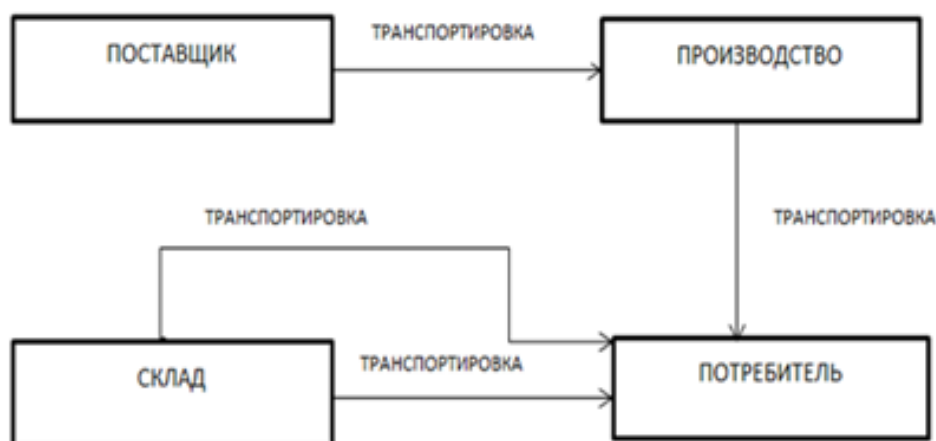 ТРАНСПОРТИРОВКА
ПОСТАВЩИК
ПРОИЗВОДСТВО
ТРАНСПОРТИРОВКА
ТРАНСПОРТИРОВКА
ТРАНСПОРТИРОВКА
СКЛАД
ПОТРЕБИТЕЛЬ